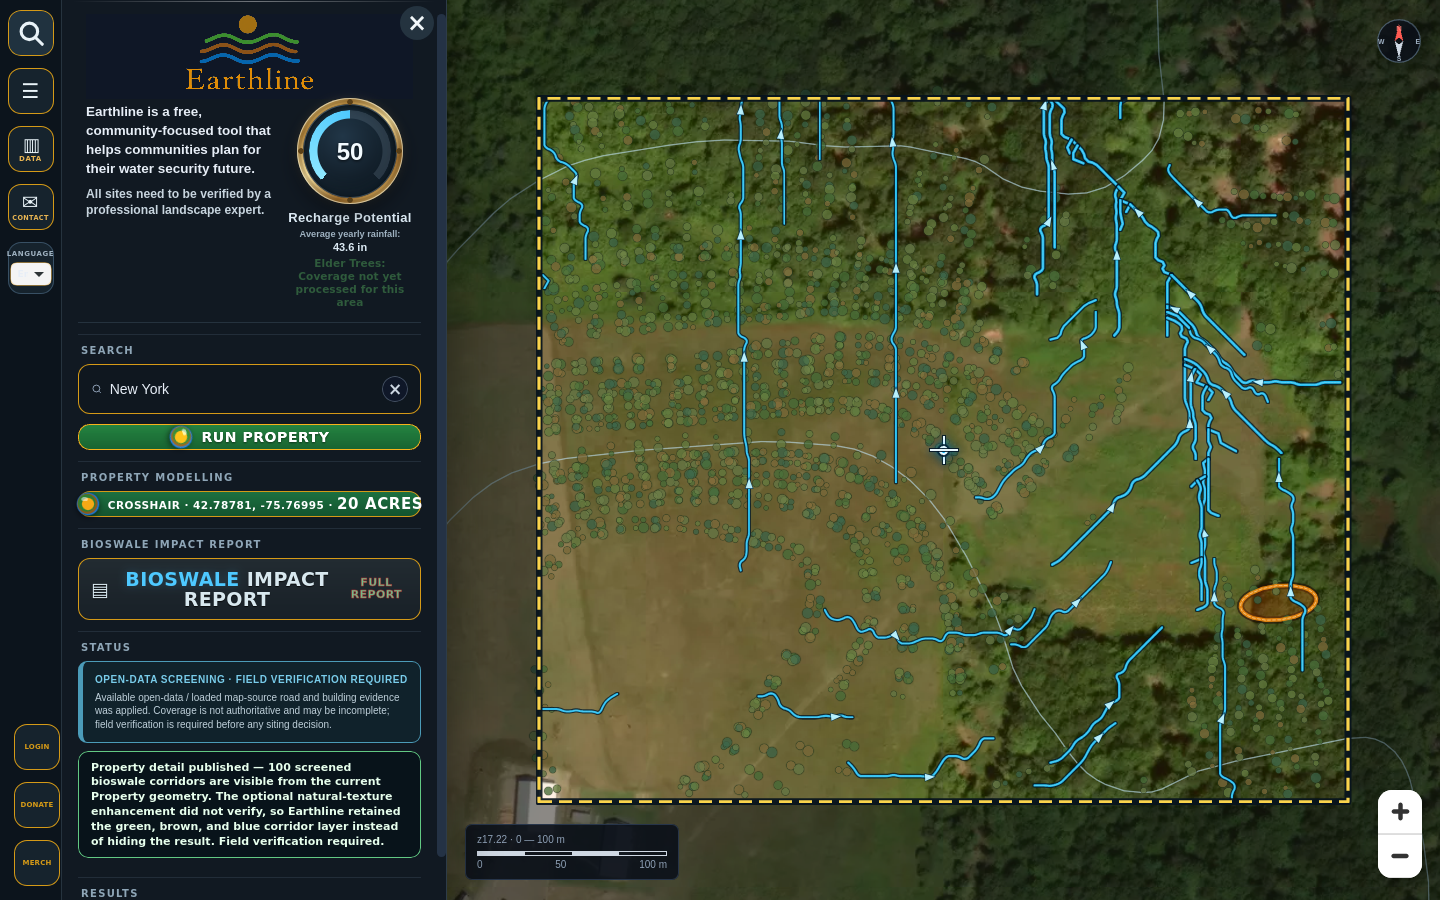 Earthline
Earthline is a free,
community-focused tool that
helps communities plan for
their water security future.
All sites need to be verified by a
professional landscape expert.
50
Recharge Potential
Average yearly rainfall:
43.6 in
Elder Trees:
Coverage not yet
processed for this
area
DATA
CONTACT
LANGUAGE
SEARCH
New York
RUN PROPERTY
PROPERTY MODELLING
CROSSHAIR · 42.78781, -75.76995 · 20 ACRES
BIOSWALE IMPACT REPORT
BIOSWALE IMPACT
REPORT
FULL
REPORT
STATUS
OPEN-DATA SCREENING · FIELD VERIFICATION REQUIRED
Available open-data / loaded map-source road and building evidence
was applied. Coverage is not authoritative and may be incomplete;
field verification is required before any siting decision.
Property detail published — 100 screened
bioswale corridors are visible from the current
Property geometry. The optional natural-texture
enhancement did not verify, so Earthline retained
the green, brown, and blue corridor layer instead
of hiding the result. Field verification required.
RESULTS
LOGIN
DONATE
MERCH
z17.22 · 0 — 100 m
0 50 100 m
N
W E
S